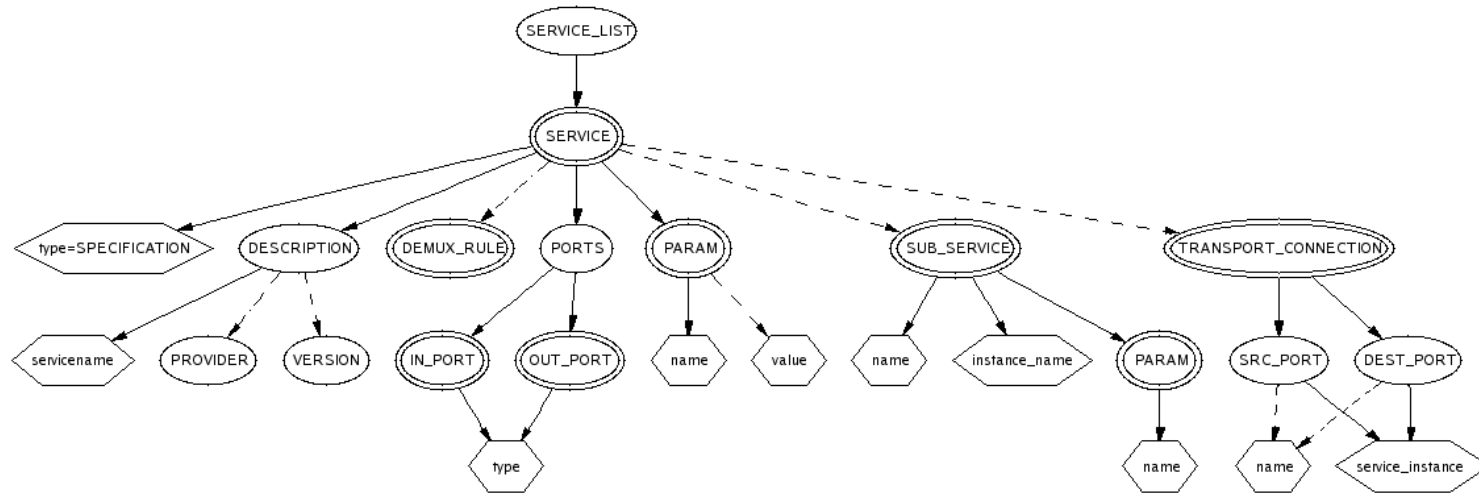 SERVICE_LIST
SERVICE
type=SPECIFICATION
DESCRIPTION
DEMUX_RULE
PORTS
PARAM
SUB_SERVICE
TRANSPORT_CONNECTION
servicename
PROVIDER
VERSION
IN_PORT
OUT_PORT
name
value
name
instance_name
PARAM
SRC_PORT
DEST_PORT
type
name
name
service_instance